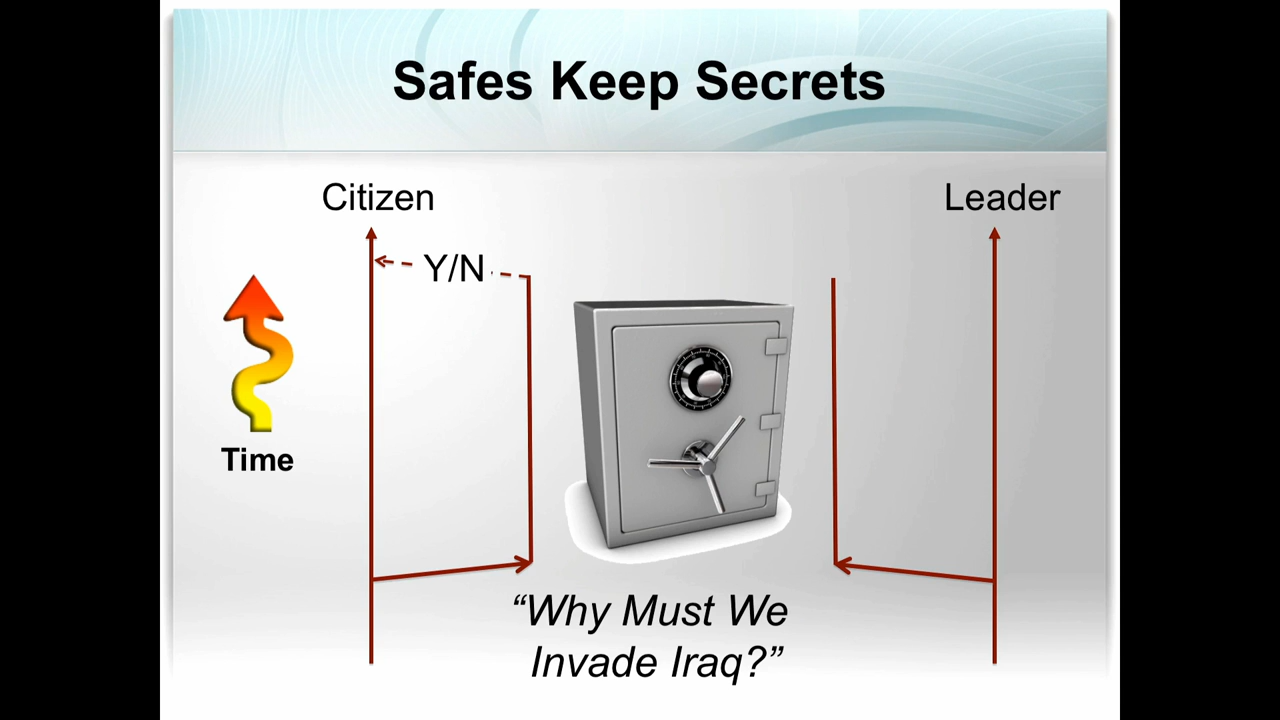 Safes Keep Secrets
Citizen
Leader
Y/N
Time
“Why Must We
Invade Iraq?”